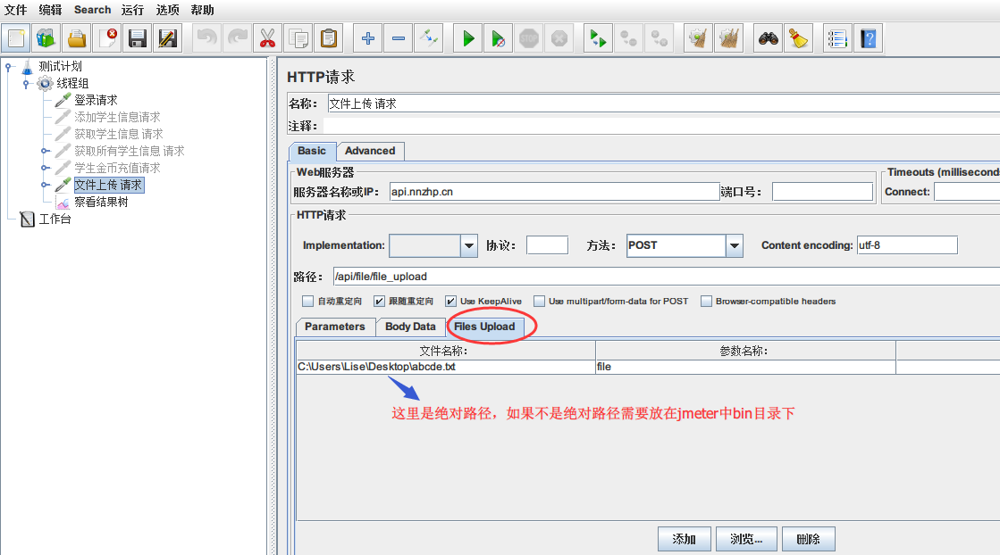 文件 编辑 Search 运行 选项 帮助
STOP
测试计划
线程组
登录请求
添加学生信息请求
获取学生信息 请求
获取所有学生信息 请求
学生金币充值请求
文件上传 请求
察看结果树
工作台
HTTP请求
名称： 文件上传 请求
注释：
Basic Advanced
Web服务器
服务器名称或IP： api.nnzhp.cn 端口号：
Timeouts (milliseconds
Connect:
HTTP请求
Implementation: 协议： 方法： POST Content encoding: utf-8
路径： /api/file/file_upload
自动重定向 跟随重定向 Use KeepAlive Use multipart/form-data for POST Browser-compatible headers
Parameters Body Data Files Upload
文件名称： 参数名称：
C:\Users\Lise\Desktop\abcde.txt file
这里是绝对路径，如果不是绝对路径需要放在jmeter中bin目录下
添加 浏览... 删除